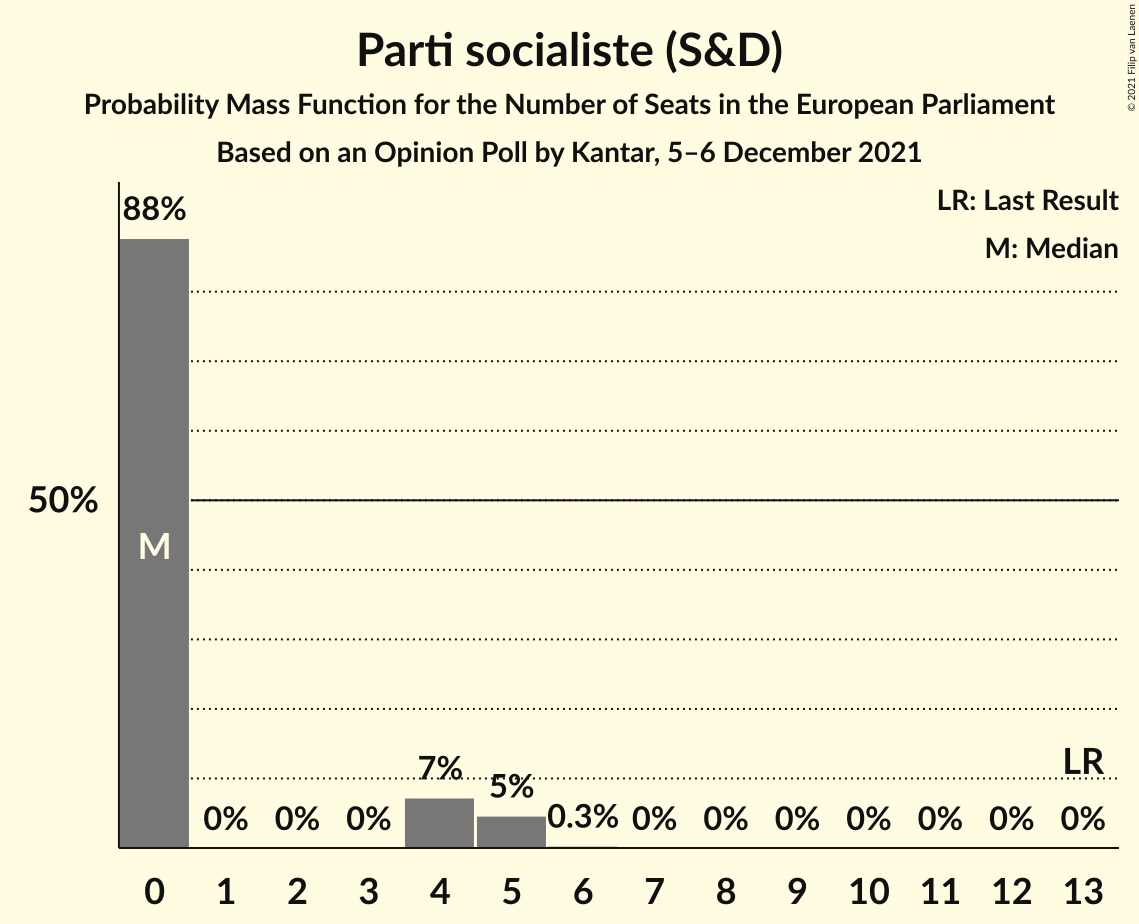 Parti socialiste (S&D)
Probability Mass Function for the Number of Seats in the European Parliament
Based on an Opinion Poll by Kantar, 5–6 December 2021
© 2021 Filip van Laenen
LR: Last Result
M: Median
88%
50%
M
7%
5%
LR
0% 0% 0% 0.3% 0% 0% 0% 0% 0% 0% 0%
0 1 2 3 4 5 6 7 8 9 10 11 12 13